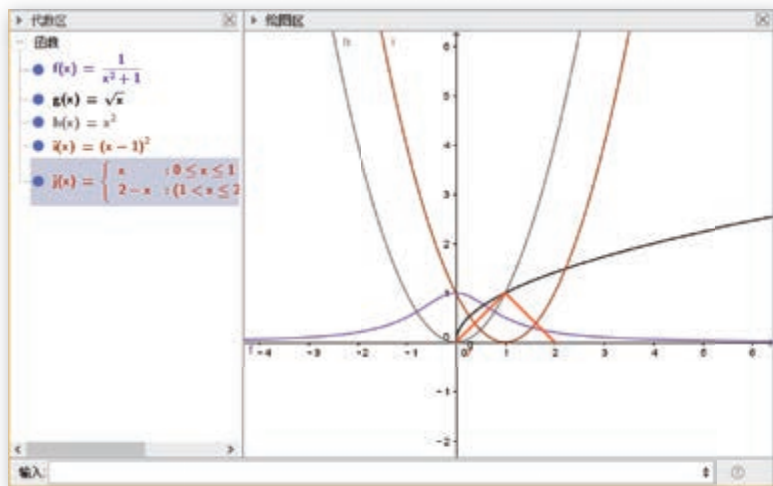 代数区
绘图区
函数
f(x) = 1/(x²+1)
g(x) = √x
h(x) = x²
i(x) = (x − 1)²
j(x) = { x : 0 ≤ x ≤ 1
2 − x : (1 < x ≤ 2
h
i
6
5
4
3
2
1
0
-1
-2
f
-4
-3
-2
-1
0
1
2
3
4
5
6
输入: